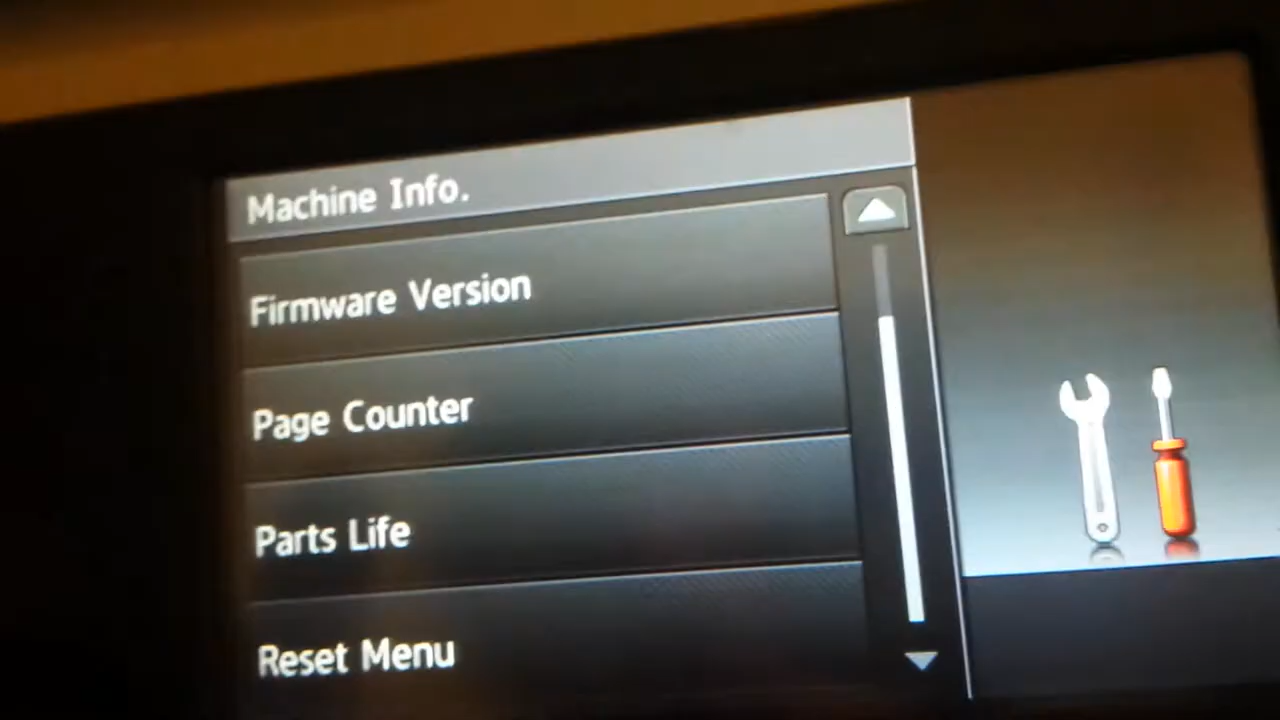 Machine Info.
Firmware Version
Page Counter
Parts Life
Reset Menu